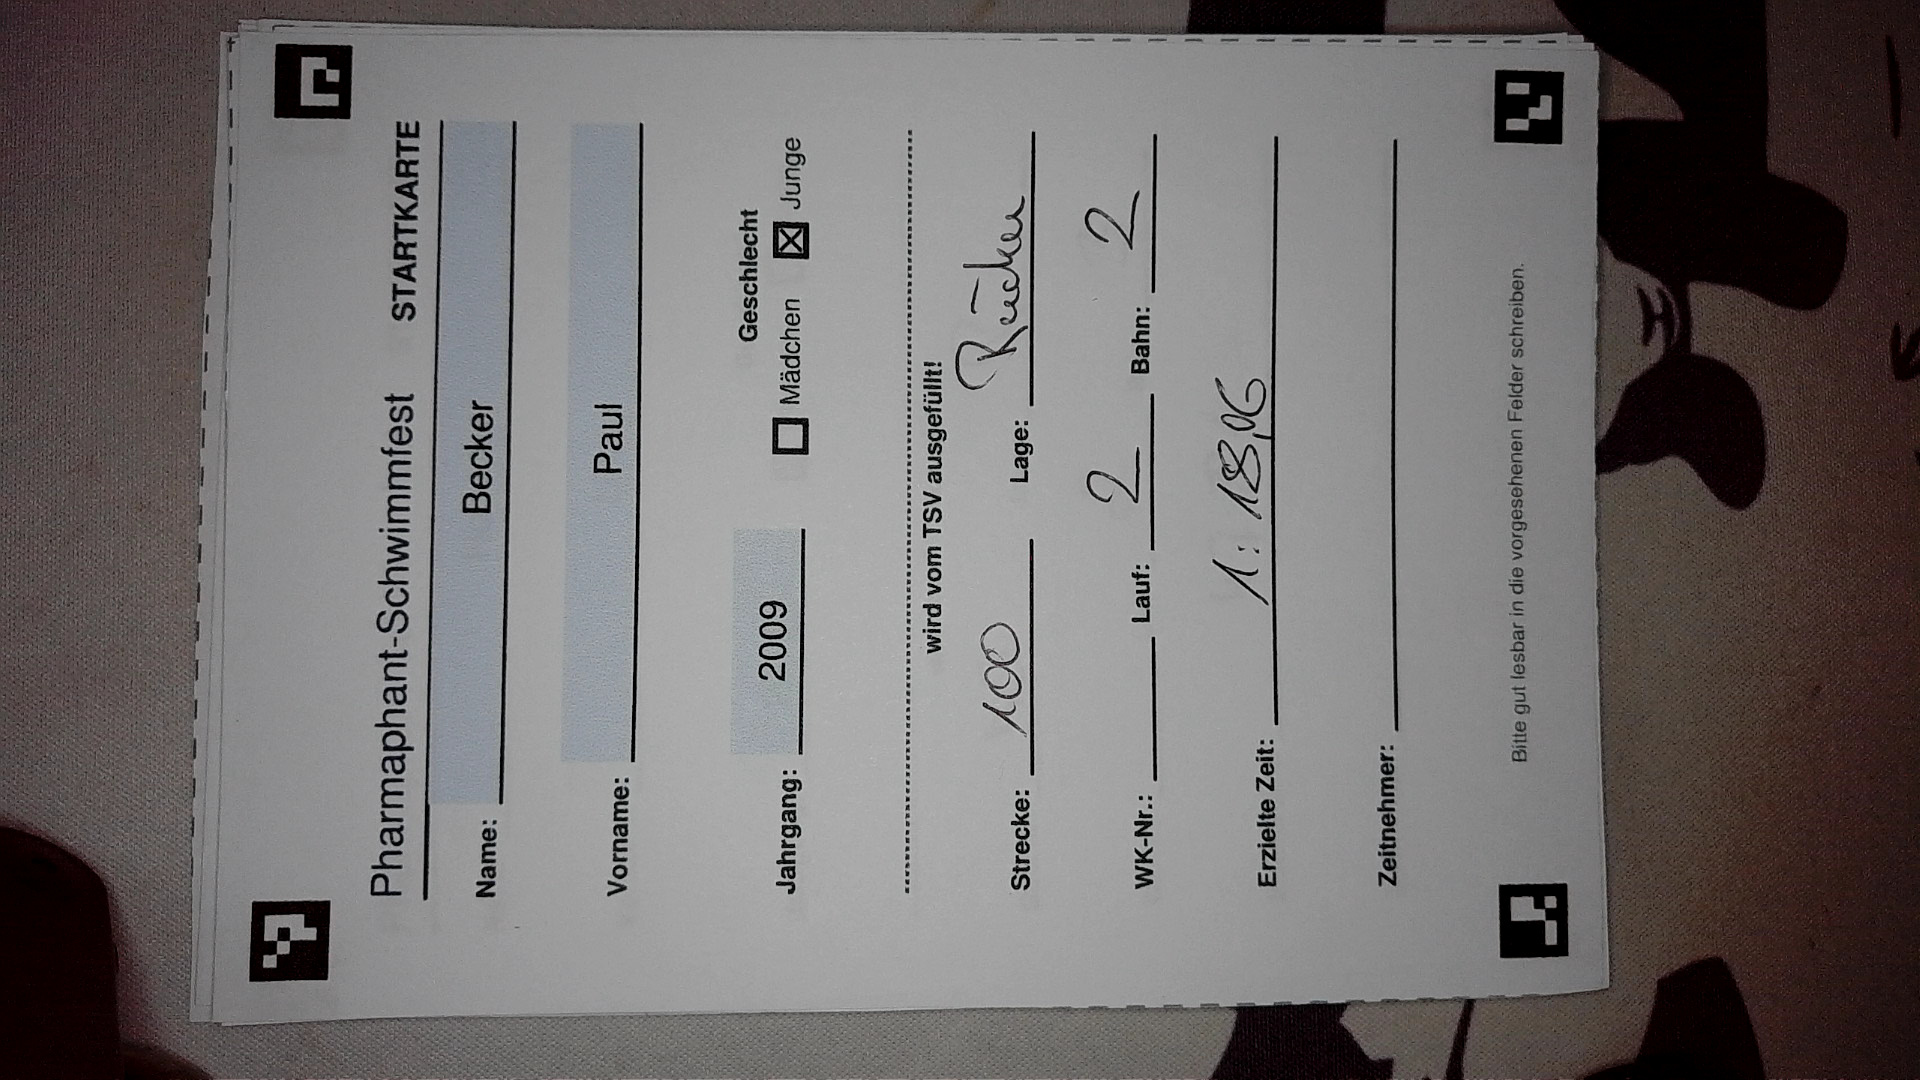 Pharmaphant-Schwimmfest STARTKARTE
Name: Becker
Vorname: Paul
Geschlecht
Jahrgang: 2009 Mädchen Junge
wird vom TSV ausgefüllt!
Strecke: 100 Lage: Rücken
WK-Nr.: Lauf: 2 Bahn: 2
Erzielte Zeit: 1:18,06
Zeitnehmer:
Bitte gut lesbar in die vorgesehenen Felder schreiben.